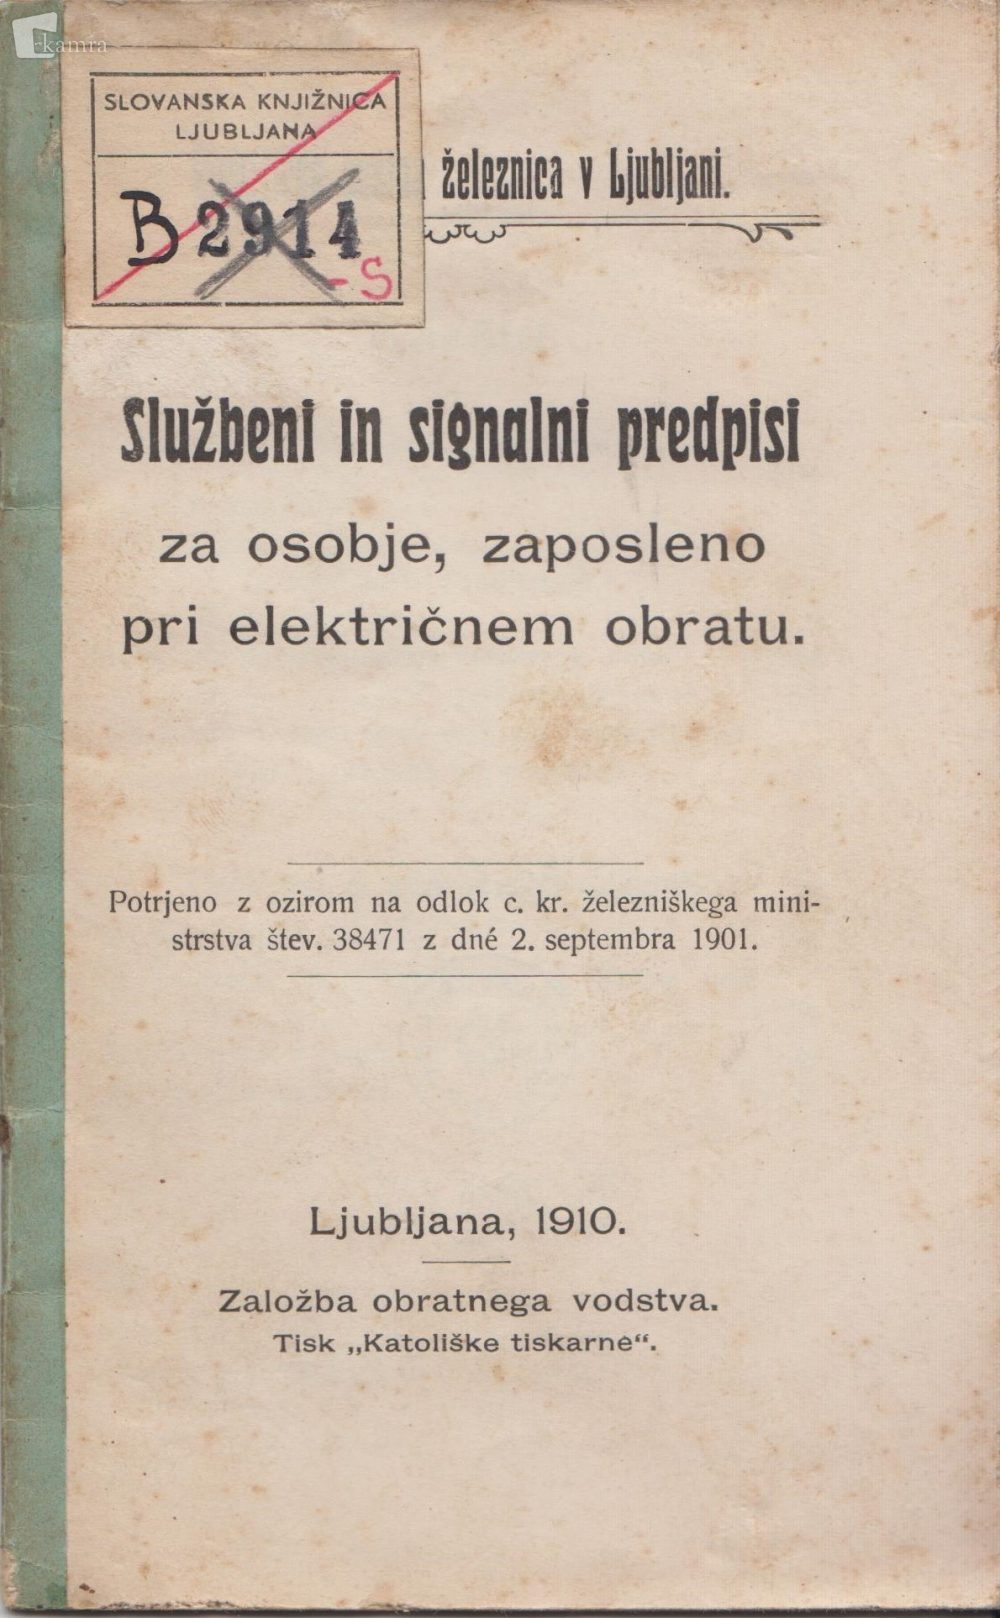 kamra
SLOVANSKA KNJIŽNICA
LJUBLJANA
B 2914
-S
železnica v Ljubljani.
Službeni in signalni predpisi
za osobje, zaposleno
pri električnem obratu.
Potrjeno z ozirom na odlok c. kr. železniškega mini-
strstva štev. 38471 z dné 2. septembra 1901.
Ljubljana, 1910.
Založba obratnega vodstva.
Tisk „Katoliške tiskarne“.